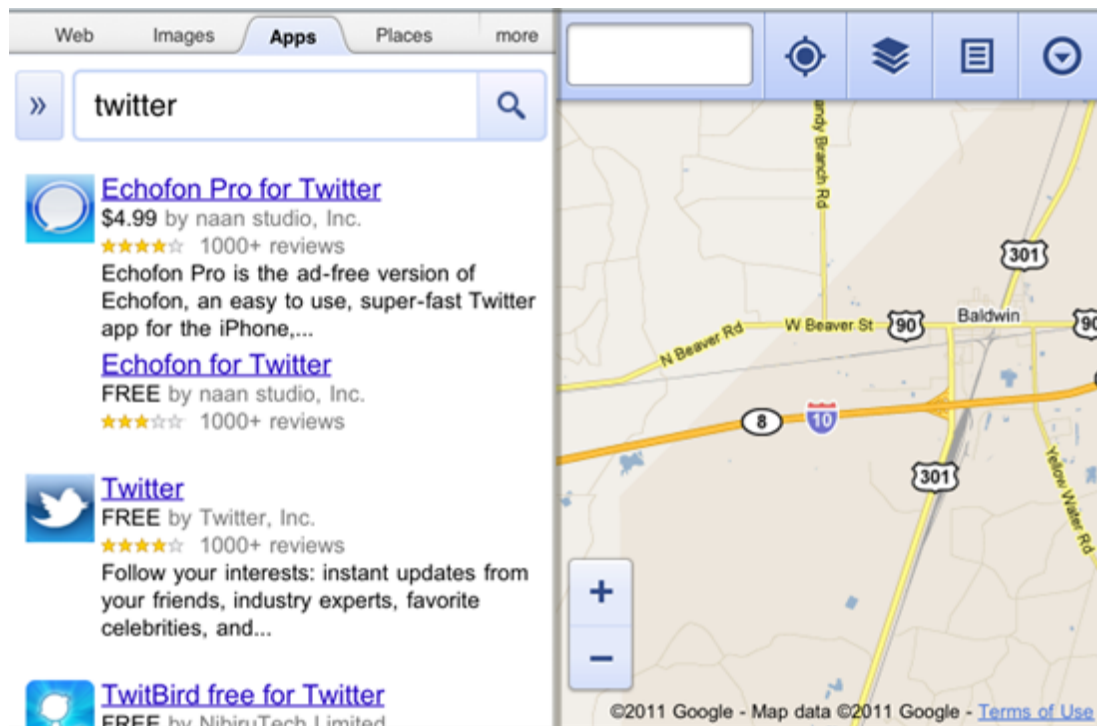 Web Images Apps Places more
»
twitter
Echofon Pro for Twitter
$4.99 by naan studio, Inc.
1000+ reviews
Echofon Pro is the ad-free version of
Echofon, an easy to use, super-fast Twitter
app for the iPhone,...
Echofon for Twitter
FREE by naan studio, Inc.
1000+ reviews
Twitter
FREE by Twitter, Inc.
1000+ reviews
Follow your interests: instant updates from
your friends, industry experts, favorite
celebrities, and...
TwitBird free for Twitter
FREE by NibiruTech Limited
andy Branch Rd
301
Baldwin
W Beaver St
90
90
N Beaver Rd
8
10
301
Yellow Water Rd
+
−
©2011 Google - Map data ©2011 Google - Terms of Use